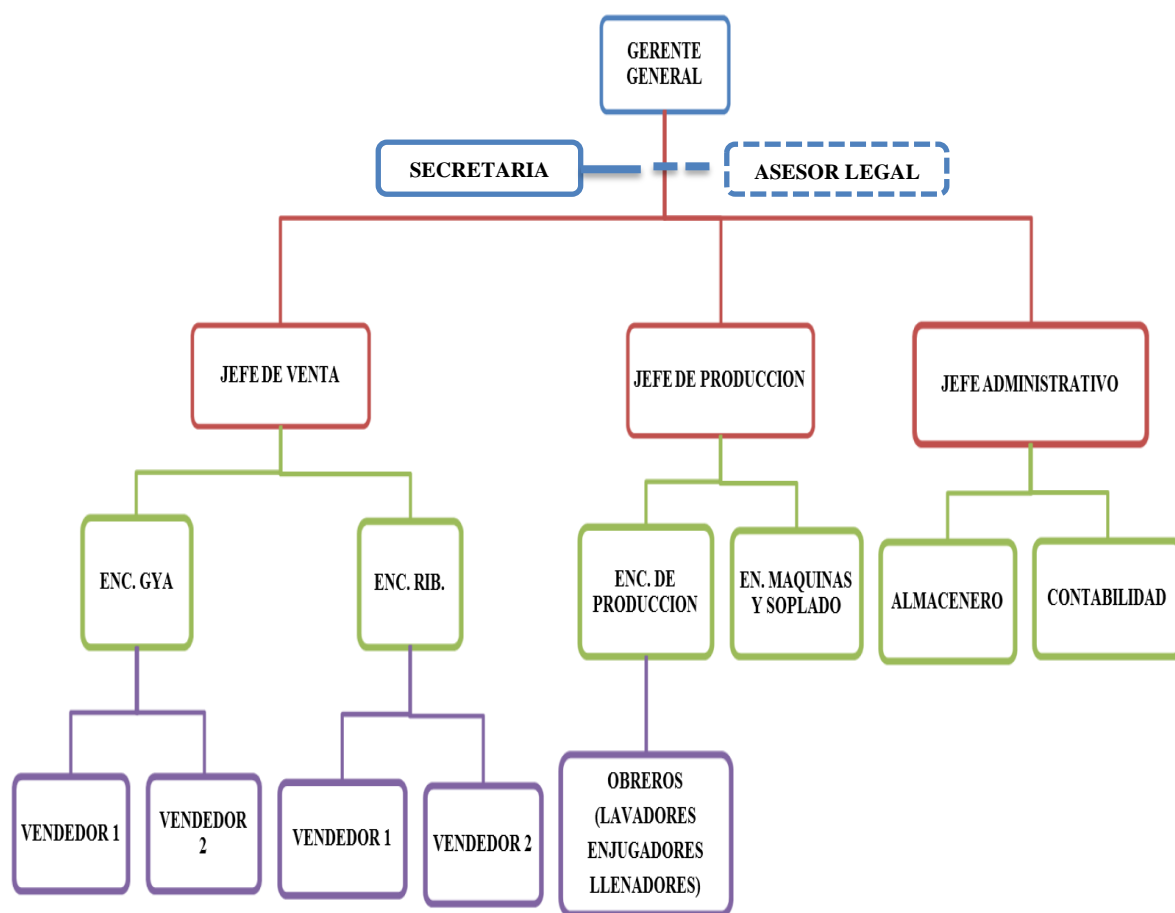 GERENTE
GENERAL
SECRETARIA
ASESOR LEGAL
JEFE DE VENTA
JEFE DE PRODUCCION
JEFE ADMINISTRATIVO
ENC. GYA
ENC. RIB.
ENC. DE
PRODUCCION
EN. MAQUINAS
Y SOPLADO
ALMACENERO
CONTABILIDAD
VENDEDOR 1
VENDEDOR
2
VENDEDOR 1
VENDEDOR 2
OBREROS
(LAVADORES
ENJUGADORES
LLENADORES)